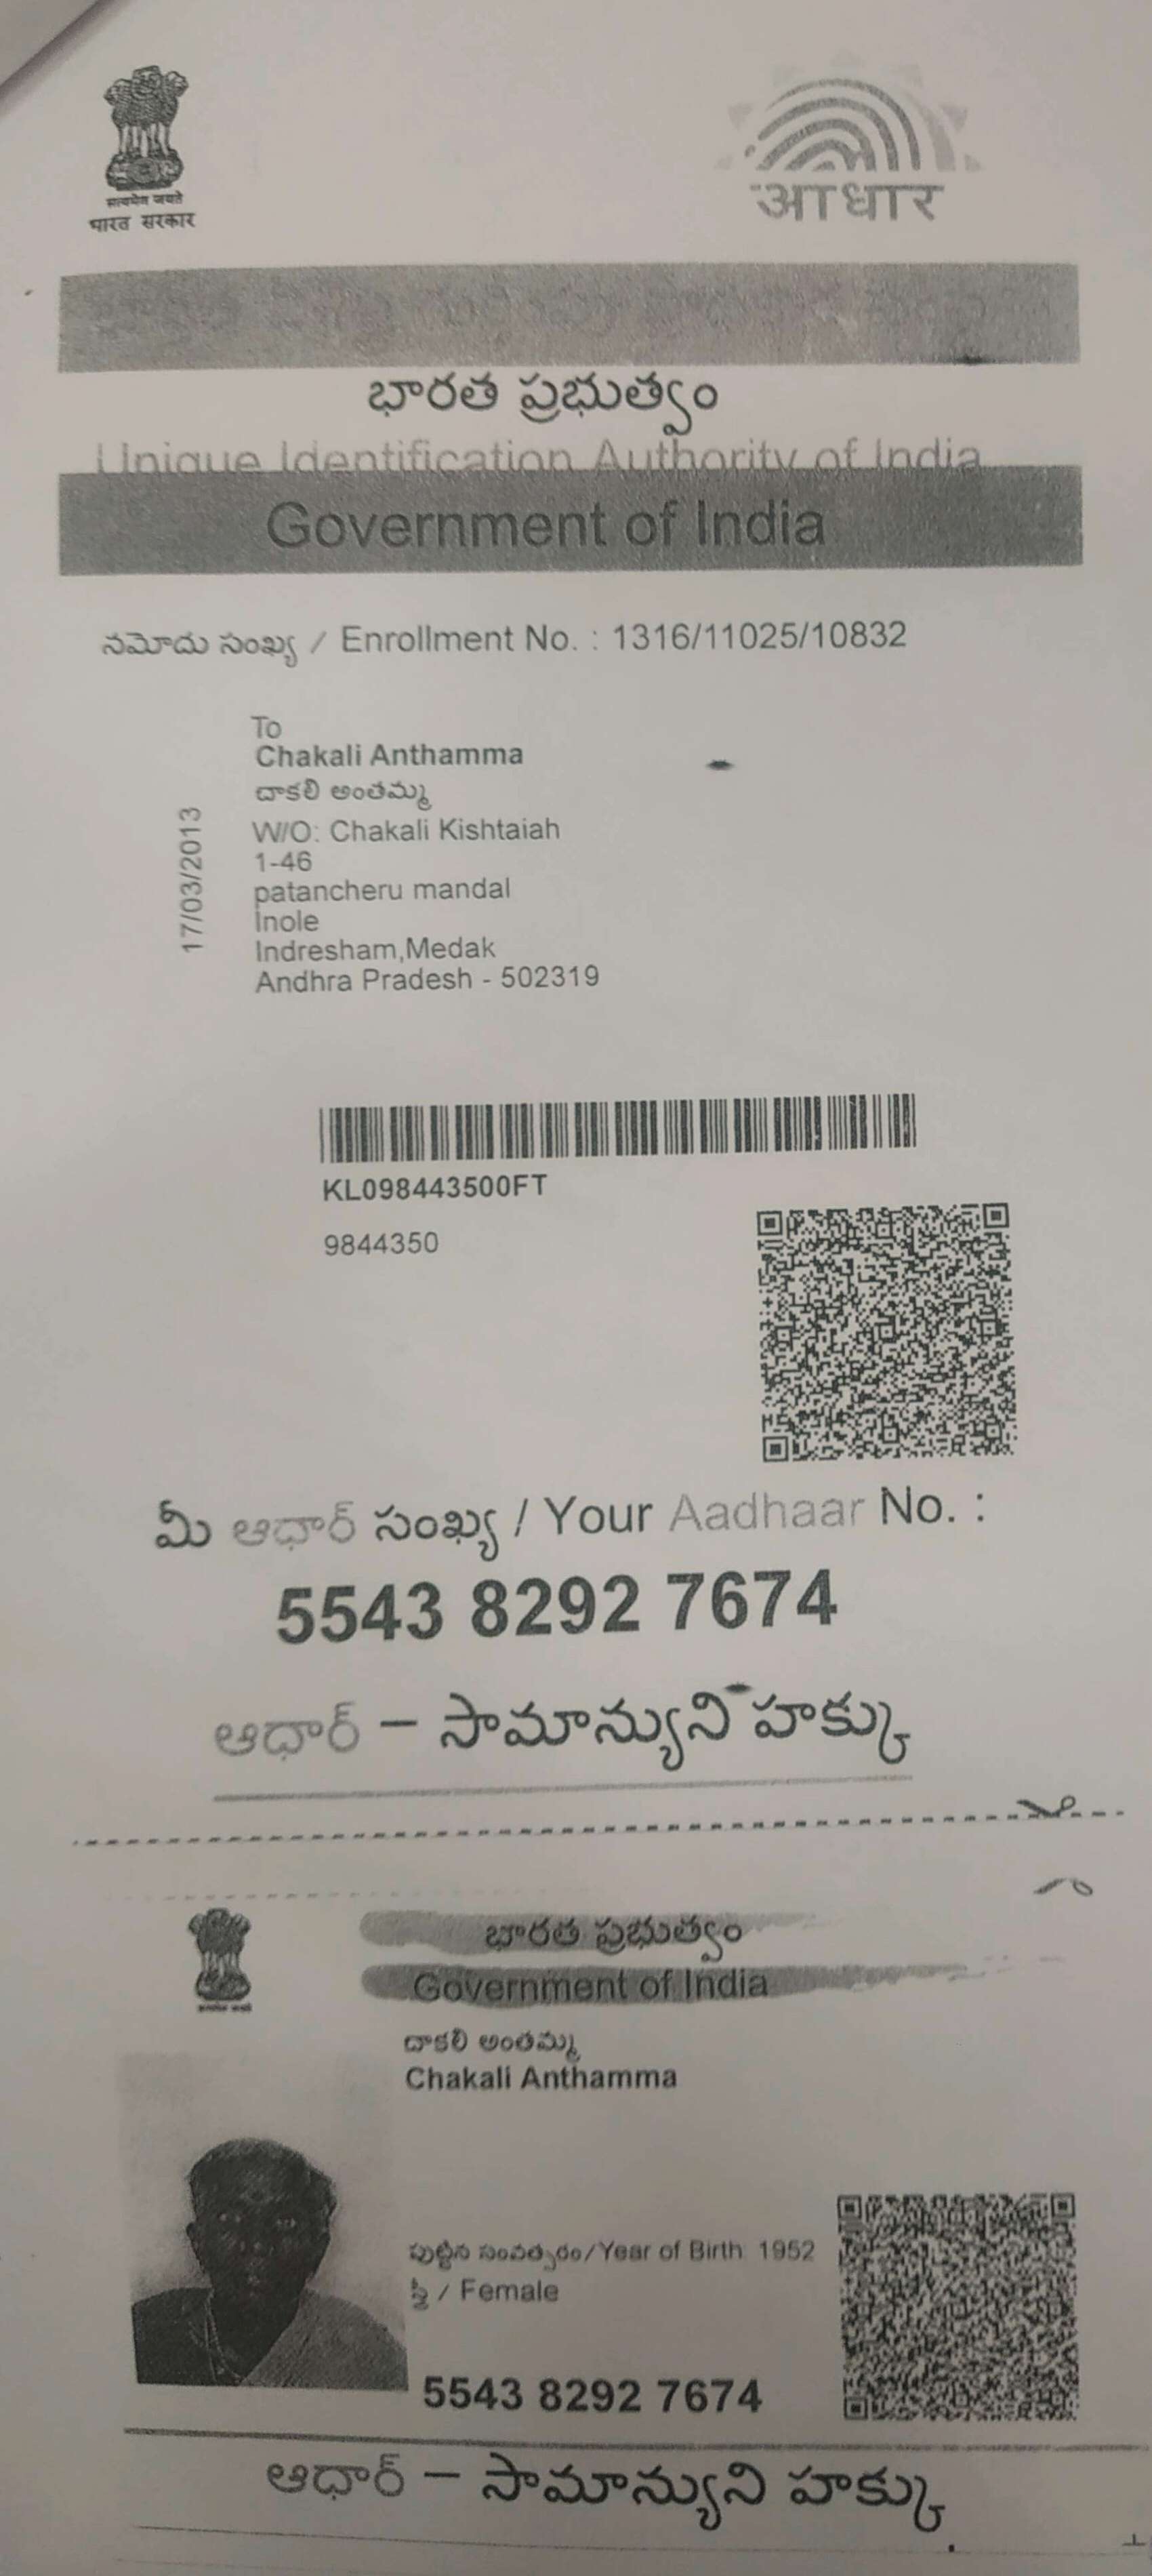 सत्यमेव जयते
भारत सरकार
आधार
భారత ప్రభుత్వం
Unique Identification Authority of India
Government of India
నమోదు సంఖ్య / Enrollment No. : 1316/11025/10832
To
Chakali Anthamma
చాకలి అంతమ్మ
W/O: Chakali Kishtaiah
1-46
patancheru mandal
Inole
Indresham,Medak
Andhra Pradesh - 502319
17/03/2013
KL098443500FT
9844350
మీ ఆధార్ సంఖ్య / Your Aadhaar No. :
5543 8292 7674
ఆధార్ – సామాన్యుని హక్కు
భారత ప్రభుత్వం
Government of India
చాకలి అంతమ్మ
Chakali Anthamma
పుట్టిన సంవత్సరం/Year of Birth: 1952
స్త్రీ / Female
5543 8292 7674
ఆధార్ – సామాన్యుని హక్కు